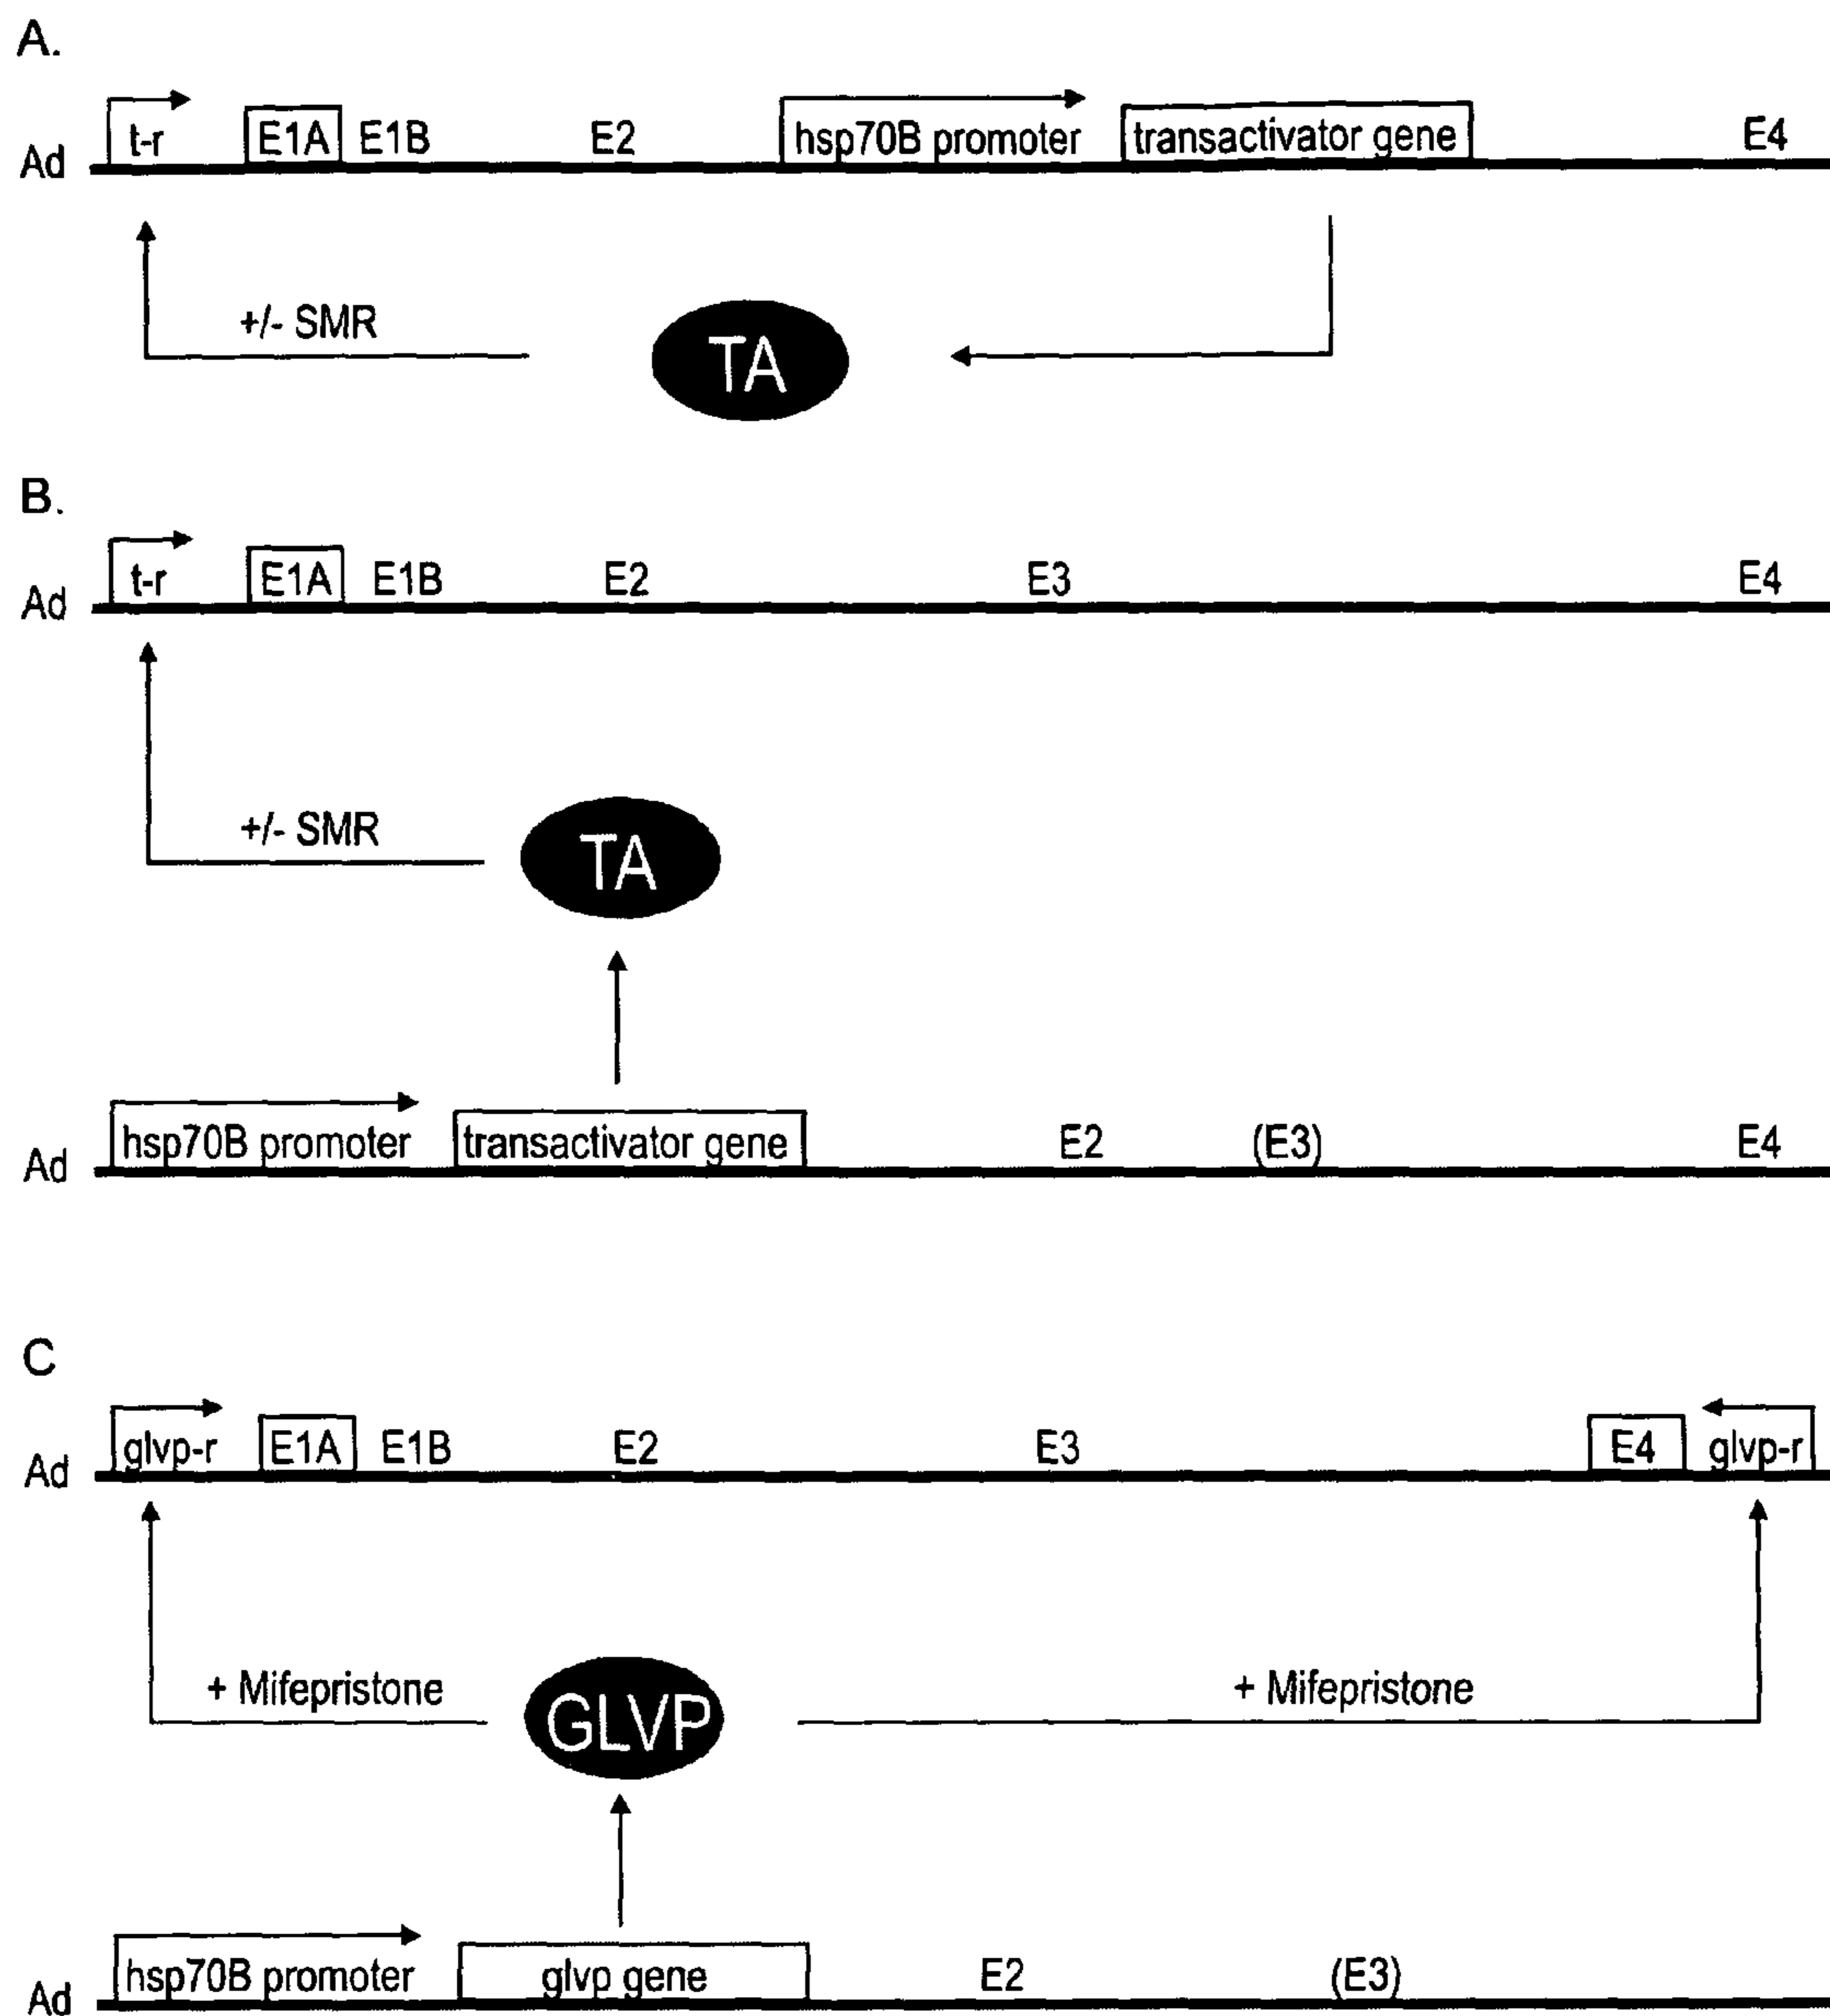 A.
t-r E1A E1B E2 hsp70B promoter transactivator gene E4
Ad
+/- SMR
TA
B.
t-r E1A E1B E2 E3 E4
Ad
+/- SMR
TA
hsp70B promoter transactivator gene E2 (E3) E4
Ad
C
glvp-r E1A E1B E2 E3 E4 glvp-r
Ad
+ Mifepristone + Mifepristone
GLVP
hsp70B promoter glvp gene E2 (E3)
Ad